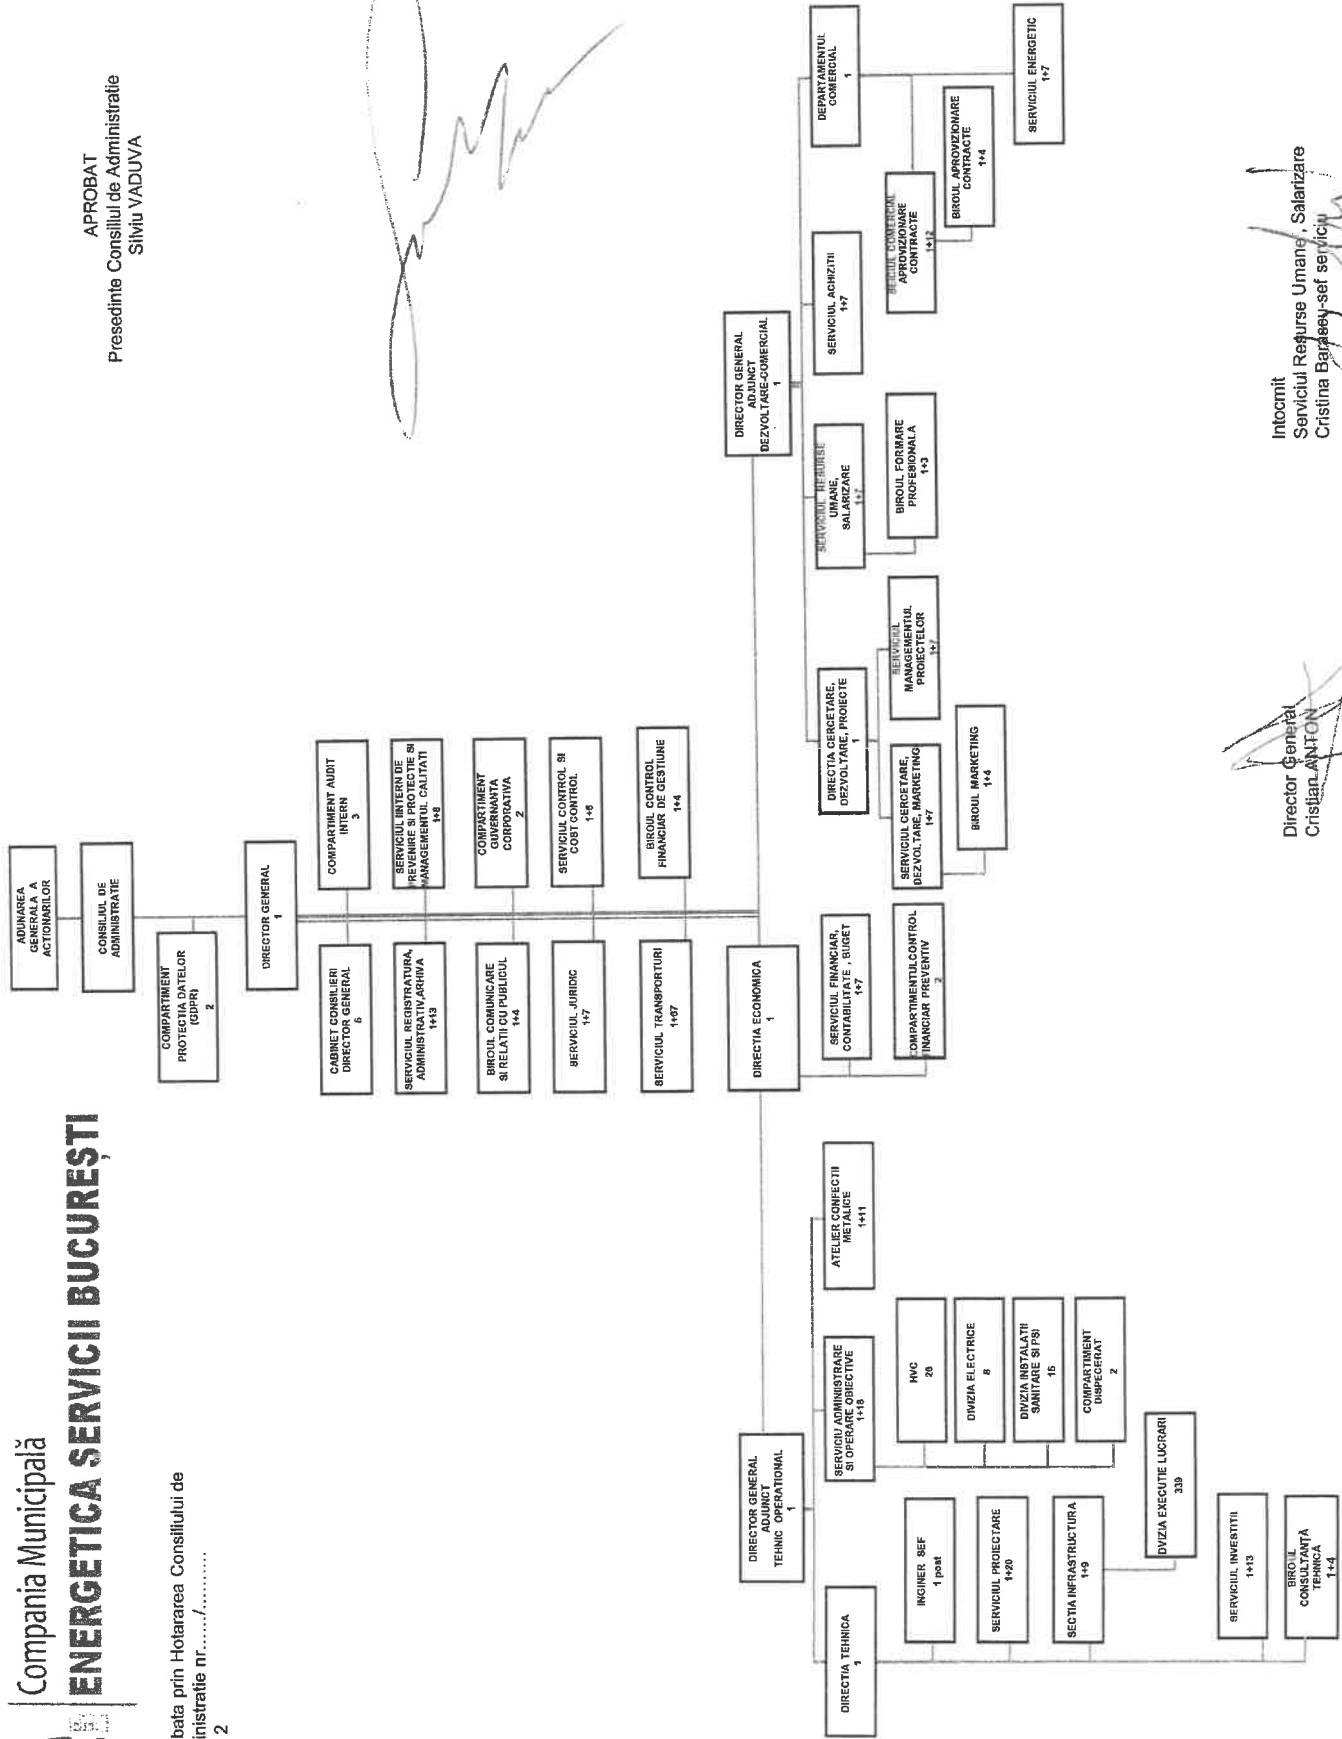 Compania Municipală
ENERGETICA SERVICII BUCUREȘTI
bata prin Hotararea Consiliului de
inistratie nr....../..........
2
APROBAT
Presedinte Consiliul de Administratie
Silviu VADUVA
ADUNAREA
GENERALA A
ACTIONARILOR
CONSILIUL DE
ADMINISTRATIE
COMPARTIMENT
PROTECTIA DATELOR
(GDPR)
2
DIRECTOR GENERAL
1
CABINET CONSILIERI
DIRECTOR GENERAL
COMPARTIMENT AUDIT
INTERN
3
SERVICIUL REGISTRATURA,
ADMINISTRATIV,ARHIVA
1+13
SERVICIUL IINTERN DE
PREVENIRE SI PROTECTIE SI
MANAGEMENTUL CALITATI
1+8
BIROUL COMUNICARE
SI RELATII CU PUBLICUL
1+4
COMPARTIMENT
GUVERNANTA
CORPORATIVA
2
SERVICIUL JURIDIC
1+7
SERVICIUL CONTROL SI
COST CONTROL
1+6
SERVICIUL TRANSPORTURI
1+67
BIROUL CONTROL
FINANCIAR DE GESTIUNE
1+4
DIRECTOR GENERAL
ADJUNCT
TEHNIC OPERATIONAL
1
DIRECTIA ECONOMICA
1
DIRECTOR GENERAL
ADJUNCT
DEZVOLTARE-COMERCIAL
1
DIRECTIA TEHNICA
1
SERVICIU ADMINISTRARE
SI OPERARE OBIECTIVE
1+18
ATELIER CONFECTII
METALICE
1+11
SERVICIUL FINANCIAR,
CONTABILITATE , BUGET
1+7
COMPARTIMENTULCONTROL
FINANCIAR PREVENTIV
2
DIRECTIA CERCETARE,
DEZVOLTARE, PROIECTE
1
SERVICIUL RESURSE
UMANE,
SALARIZARE
1+7
SERVICIUL ACHIZITII
1+7
DEPARTAMENTUL
COMERCIAL
1
INGINER SEF
1 post
SERVICIUL PROIECTARE
1+20
SECTIA INFRASTRUCTURA
1+9
DVIZIA EXECUTIE LUCRARI
339
SERVICIUL INVESTITII
1+13
BIROUL
CONSULTANȚĂ
TEHNICĂ
1+4
HVC
26
DIVIZIA ELECTRICE
8
DIVIZIA INSTALATII
SANITARE SI PSI
15
COMPARTIMENT
DISPECERAT
2
SERVICIUL CERCETARE,
DEZVOLTARE, MARKETING
1+7
BIROUL MARKETING
1+4
SERVICIUL
MANAGEMENTUL
PROIECTELOR
1+7
BIROUL FORMARE
PROFESIONALA
1+3
COMERCIAL
APROVIZIONARE
CONTRACTE
1+12
BIROUL APROVIZIONARE
CONTRACTE
1+4
SERVICIUL ENERGETIC
1+7
Director General
Cristian ANTON
Intocmit
Serviciul Resurse Umane , Salarizare
Cristina -sef serviciu